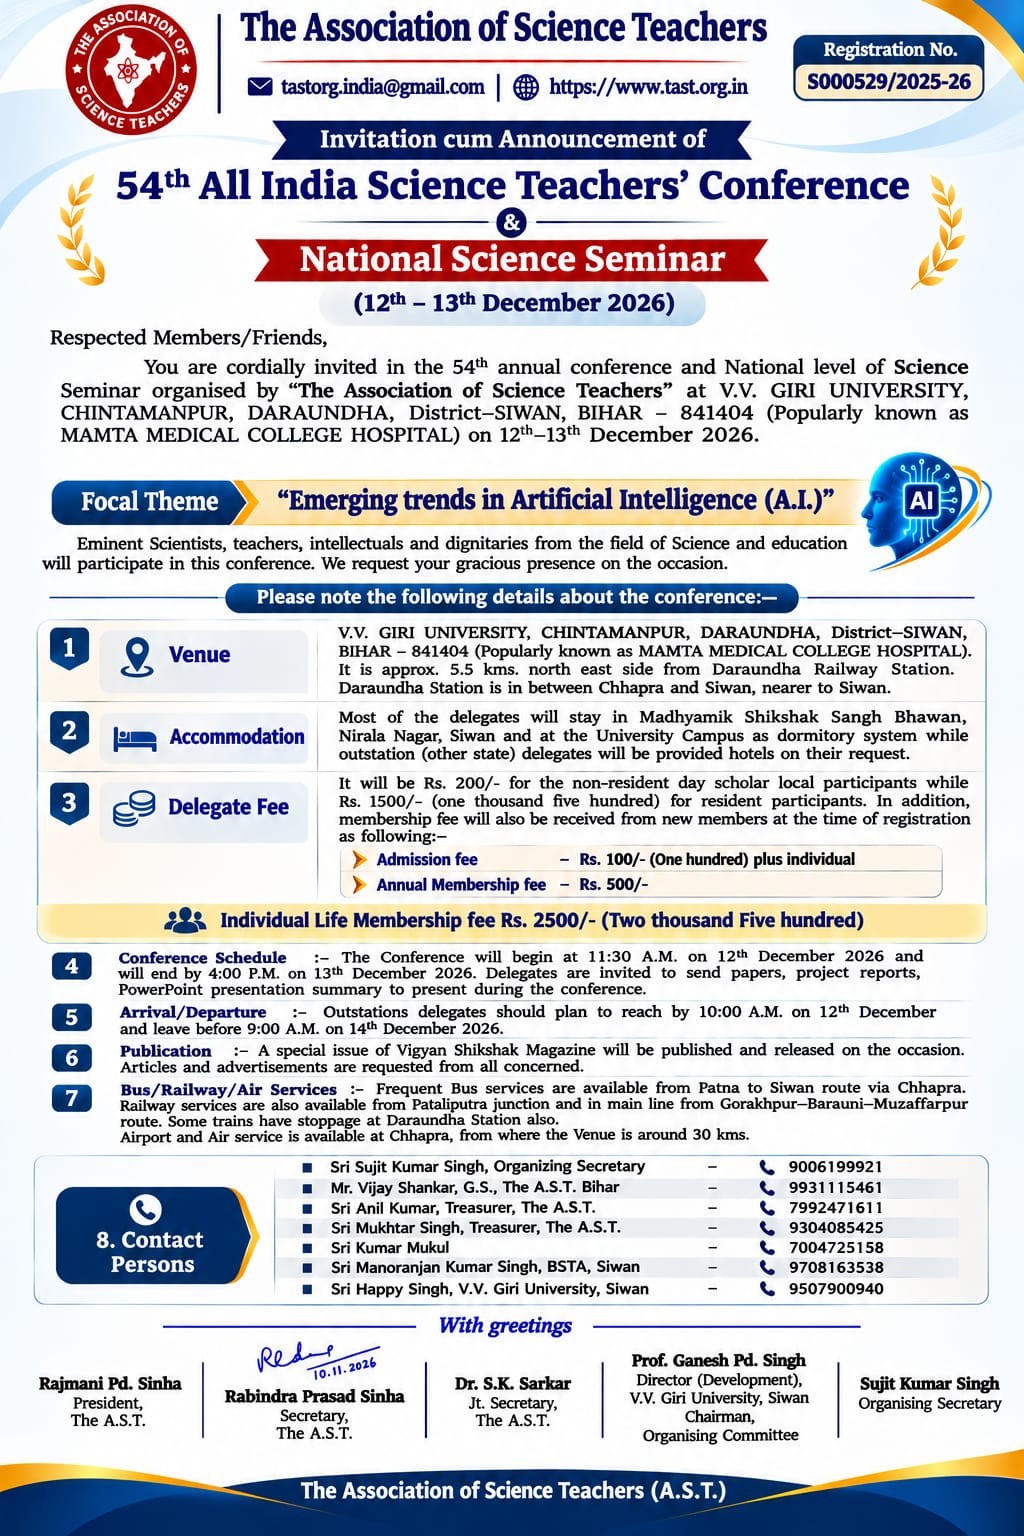 THE ASSOCIATION OF
SCIENCE TEACHERS
The Association of Science Teachers
tastorg.india@gmail.com | https://www.tast.org.in
Registration No.
S000529/2025-26
Invitation cum Announcement of
54th All India Science Teachers' Conference
&
National Science Seminar
(12th – 13th December 2026)
Respected Members/Friends,
You are cordially invited in the 54th annual conference and National level of Science
Seminar organised by "The Association of Science Teachers" at V.V. GIRI UNIVERSITY,
CHINTAMANPUR, DARAUNDHA, District–SIWAN, BIHAR – 841404 (Popularly known as
MAMTA MEDICAL COLLEGE HOSPITAL) on 12th–13th December 2026.
Focal Theme
"Emerging trends in Artificial Intelligence (A.I.)"
AI
Eminent Scientists, teachers, intellectuals and dignitaries from the field of Science and education
will participate in this conference. We request your gracious presence on the occasion.
Please note the following details about the conference:—
1
Venue
V.V. GIRI UNIVERSITY, CHINTAMANPUR, DARAUNDHA, District–SIWAN,
BIHAR – 841404 (Popularly known as MAMTA MEDICAL COLLEGE HOSPITAL).
It is approx. 5.5 kms. north east side from Daraundha Railway Station.
Daraundha Station is in between Chhapra and Siwan, nearer to Siwan.
2
Accommodation
Most of the delegates will stay in Madhyamik Shikshak Sangh Bhawan,
Nirala Nagar, Siwan and at the University Campus as dormitory system while
outstation (other state) delegates will be provided hotels on their request.
3
Delegate Fee
It will be Rs. 200/- for the non-resident day scholar local participants while
Rs. 1500/- (one thousand five hundred) for resident participants. In addition,
membership fee will also be received from new members at the time of registration
as following:–
Admission fee – Rs. 100/- (One hundred) plus individual
Annual Membership fee – Rs. 500/-
Individual Life Membership fee Rs. 2500/- (Two thousand Five hundred)
4
Conference Schedule :– The Conference will begin at 11:30 A.M. on 12th December 2026 and
will end by 4:00 P.M. on 13th December 2026. Delegates are invited to send papers, project reports,
PowerPoint presentation summary to present during the conference.
5
Arrival/Departure :– Outstations delegates should plan to reach by 10:00 A.M. on 12th December
and leave before 9:00 A.M. on 14th December 2026.
6
Publication :– A special issue of Vigyan Shikshak Magazine will be published and released on the occasion.
Articles and advertisements are requested from all concerned.
7
Bus/Railway/Air Services :– Frequent Bus services are available from Patna to Siwan route via Chhapra.
Railway services are also available from Pataliputra junction and in main line from Gorakhpur–Barauni–Muzaffarpur
route. Some trains have stoppage at Daraundha Station also.
Airport and Air service is available at Chhapra, from where the Venue is around 30 kms.
8. Contact
Persons
Sri Sujit Kumar Singh, Organizing Secretary – 9006199921
Mr. Vijay Shankar, G.S., The A.S.T. Bihar – 9931115461
Sri Anil Kumar, Treasurer, The A.S.T. – 7992471611
Sri Mukhtar Singh, Treasurer, The A.S.T. – 9304085425
Sri Kumar Mukul – 7004725158
Sri Manoranjan Kumar Singh, BSTA, Siwan – 9708163538
Sri Happy Singh, V.V. Giri University, Siwan – 9507900940
With greetings
Rajmani Pd. Sinha
President,
The A.S.T.
10.11.2026
Rabindra Prasad Sinha
Secretary,
The A.S.T.
Dr. S.K. Sarkar
Jt. Secretary,
The A.S.T.
Prof. Ganesh Pd. Singh
Director (Development),
V.V. Giri University, Siwan
Chairman,
Organising Committee
Sujit Kumar Singh
Organising Secretary
The Association of Science Teachers (A.S.T.)